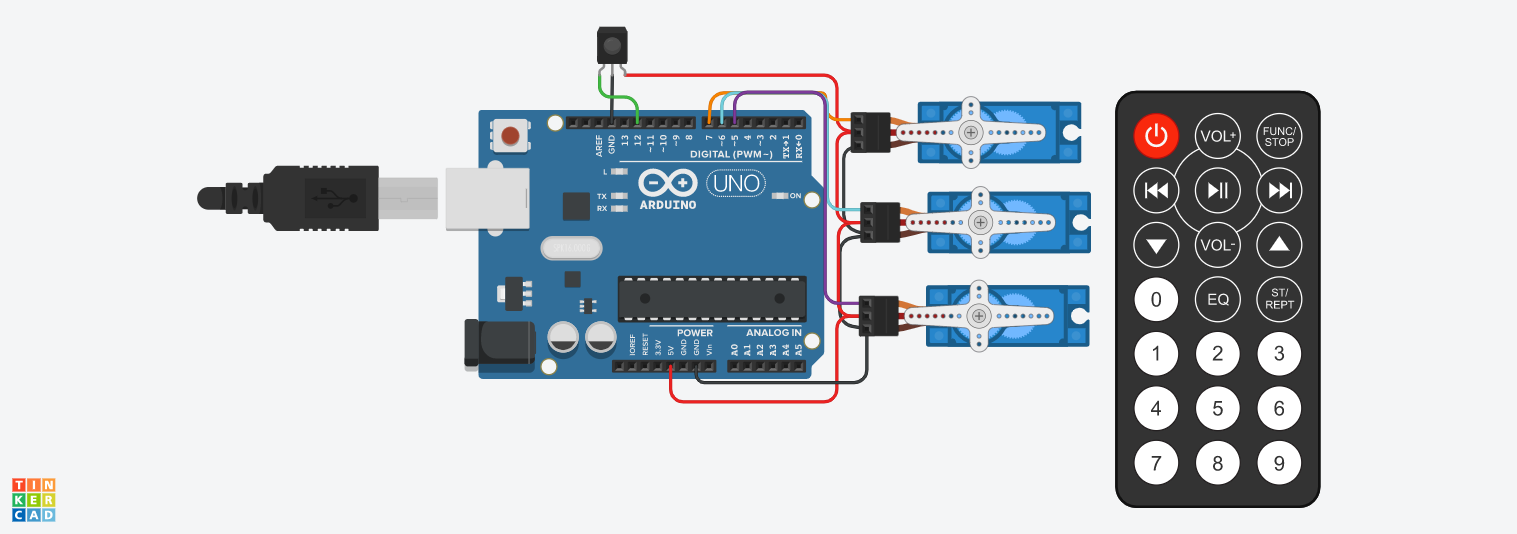 AREF
GND
13
12
~11
~10
~9
8
7
~6
~5
4
~3
2
TX→1
RX←0
DIGITAL (PWM~)
L
TX
RX
ARDUINO
UNO
ON
POWER
ANALOG IN
IOREF
RESET
3.3V
5V
GND
GND
Vin
A0
A1
A2
A3
A4
A5
VOL+
FUNC/
STOP
VOL-
0
EQ
ST/
REPT
1
2
3
4
5
6
7
8
9
TIN
KER
CAD